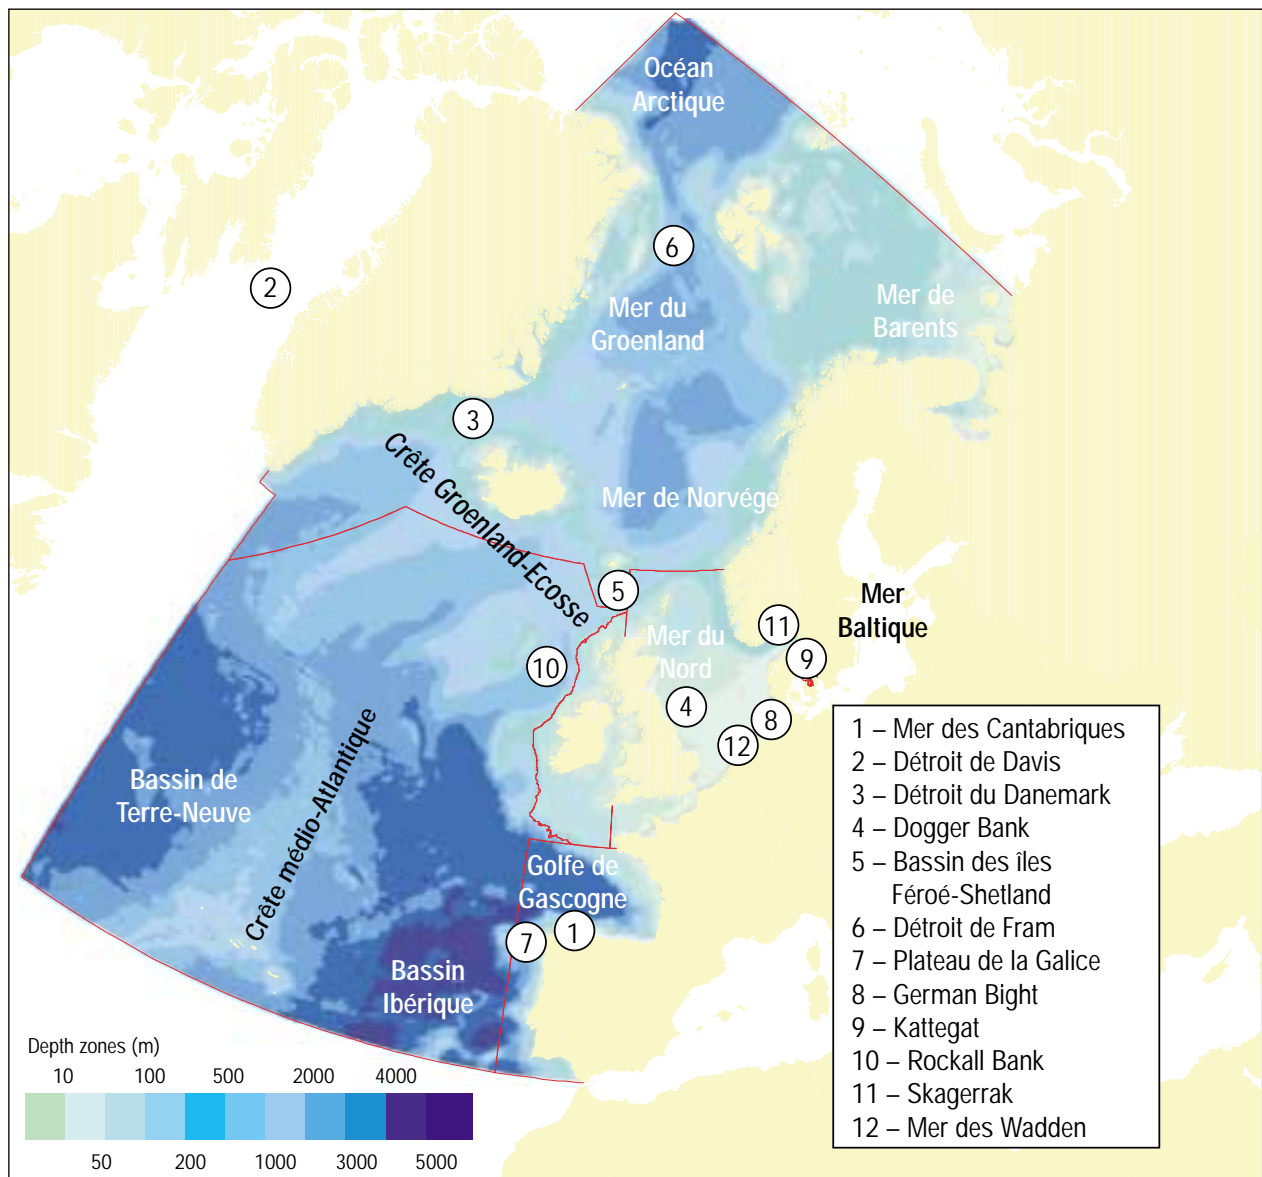 Océan
Arctique
6
2
Mer du
Groenland
Mer de
Barents
3
Crête Groenland-Ecosse
Mer de Norvége
5
Mer
Baltique
11
Mer du
Nord
9
10
4
8
12
Crête médio-Atlantique
Bassin de
Terre-Neuve
Golfe de
Gascogne
7
1
Bassin
Ibérique
1 – Mer des Cantabriques
2 – Détroit de Davis
3 – Détroit du Danemark
4 – Dogger Bank
5 – Bassin des îles
Féroé-Shetland
6 – Détroit de Fram
7 – Plateau de la Galice
8 – German Bight
9 – Kattegat
10 – Rockall Bank
11 – Skagerrak
12 – Mer des Wadden
Depth zones (m)
10 100 500 2000 4000
50 200 1000 3000 5000